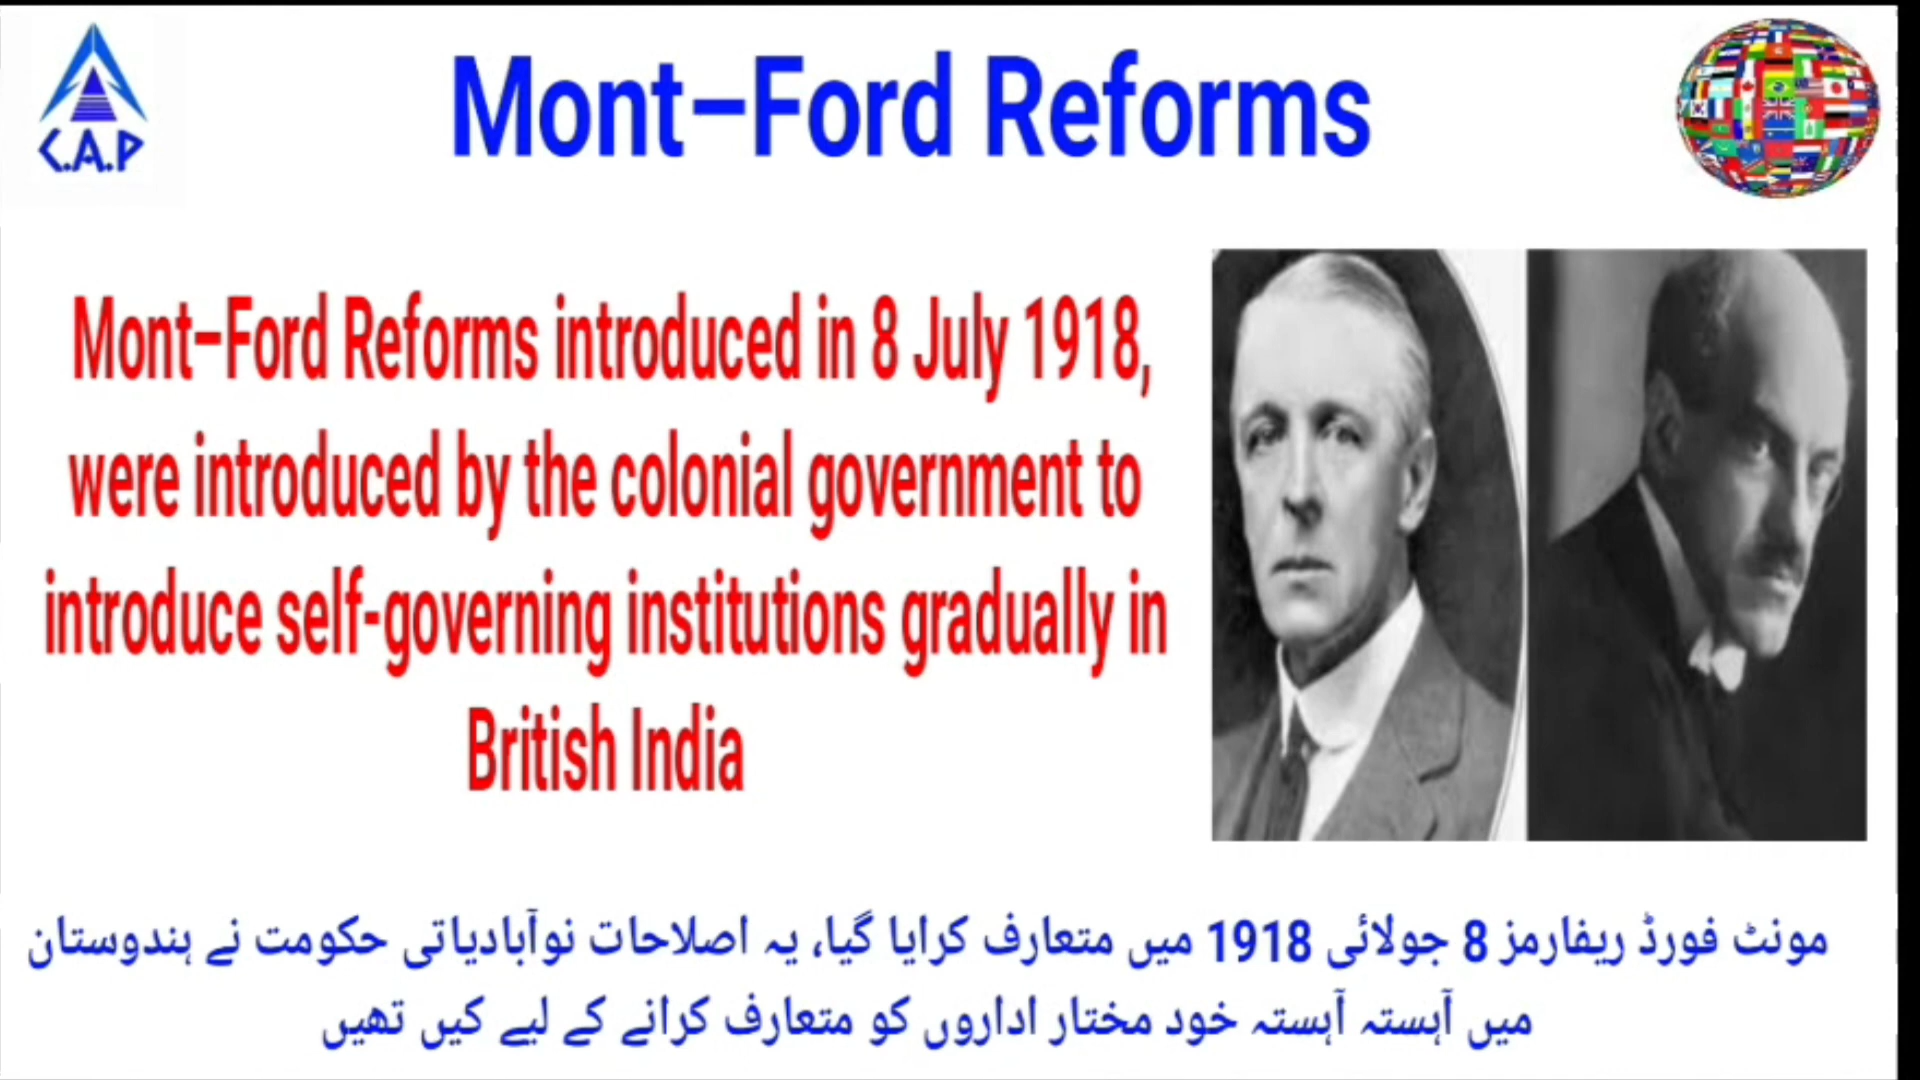 C.A.P
Mont–Ford Reforms
Mont–Ford Reforms introduced in 8 July 1918,
were introduced by the colonial government to
introduce self-governing institutions gradually in
British India
مونٹ فورڈ ریفارمز 8 جولائی 1918 میں متعارف کرایا گیا، یہ اصلاحات نوآبادیاتی حکومت نے ہندوستان
میں آہستہ آہستہ خود مختار اداروں کو متعارف کرانے کے لیے کیں تھیں